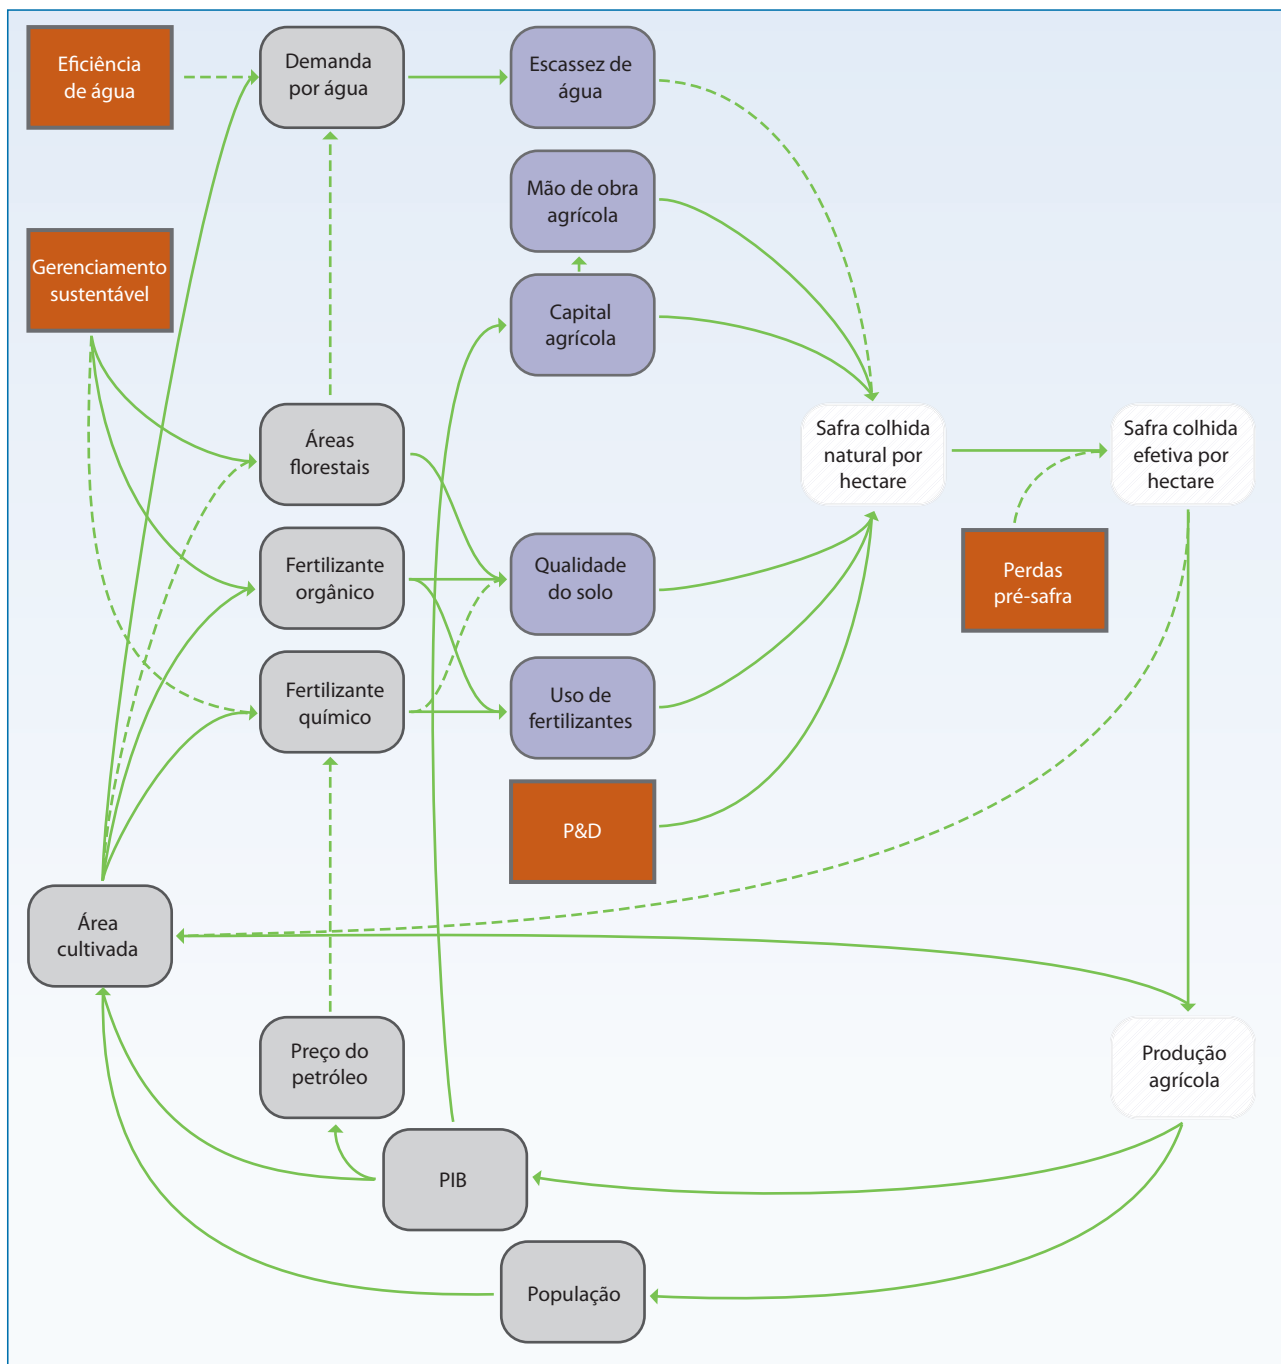 Eficiência
de água
Demanda
por água
Escassez de
água
Mão de obra
agrícola
Gerenciamento
sustentável
Capital
agrícola
Áreas
florestais
Safra colhida
natural por
hectare
Safra colhida
efetiva por
hectare
Fertilizante
orgânico
Qualidade
do solo
Perdas
pré-safra
Fertilizante
químico
Uso de
fertilizantes
P&D
Área
cultivada
Preço do
petróleo
Produção
agrícola
PIB
População